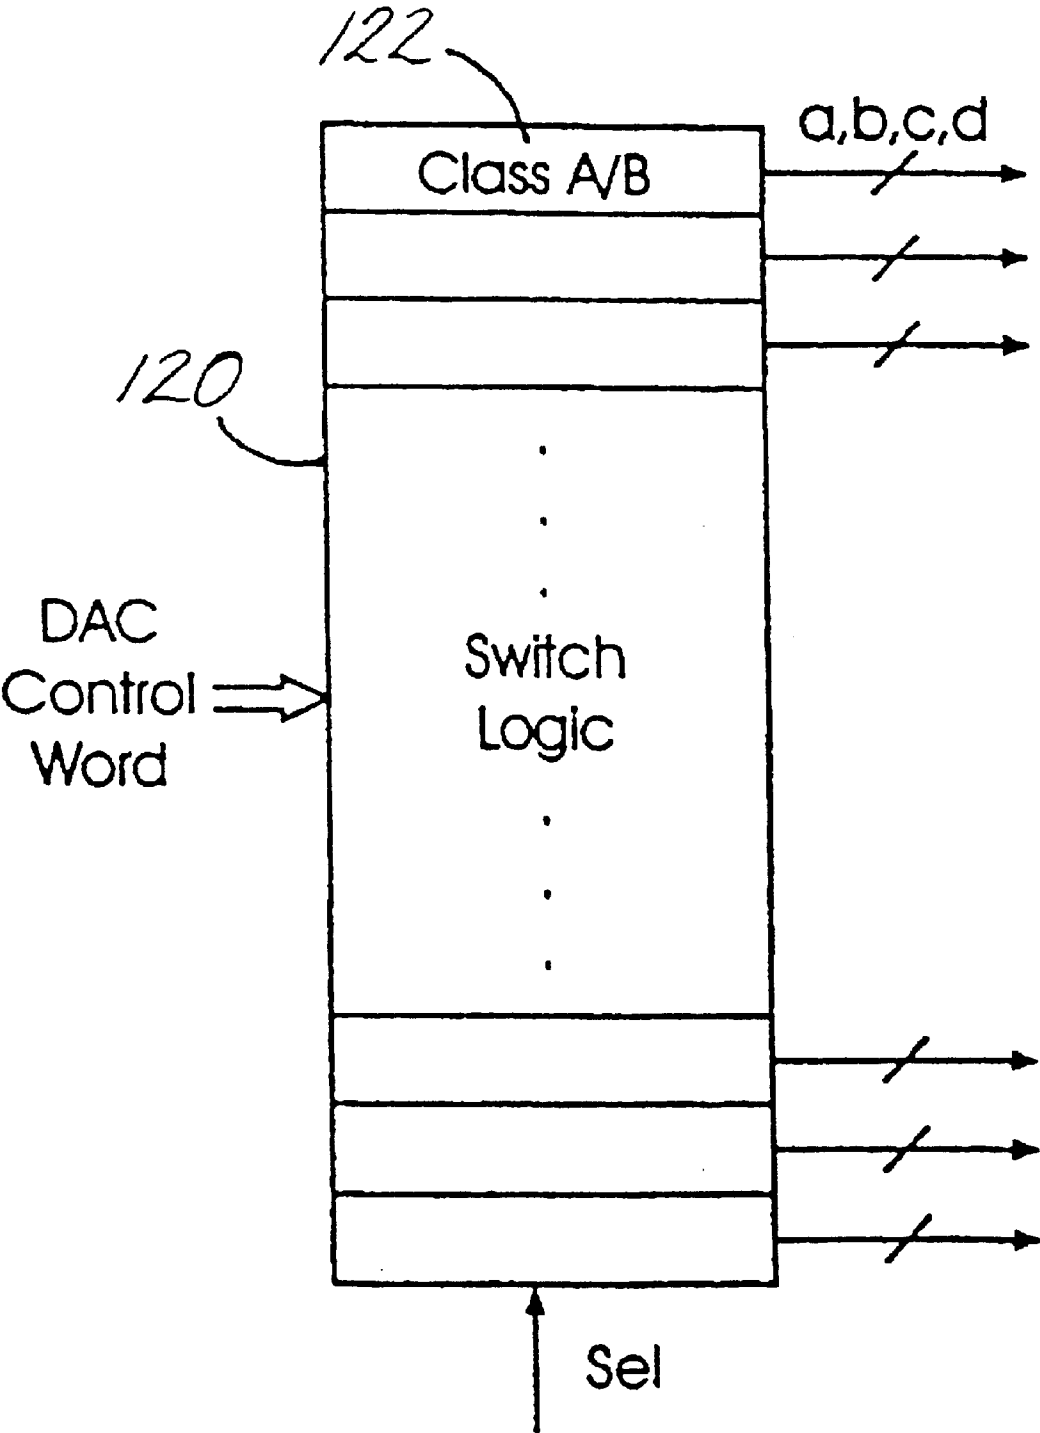 122
a,b,c,d
Class A/B
120
DAC
Control
Word
Switch
Logic
Sel